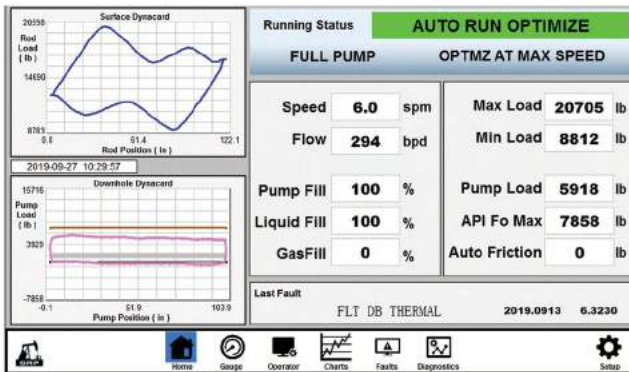 Surface Dynacard
20598
Rod
Load
( lb )
14690
0.0 61.4 122.1
Rod Position ( in )
2019-09-27 10:29:57
Downhole Dynacard
15716
Pump
Load
( lb )
3929
-7858
-0.1 51.9 103.9
Pump Position ( in )
Running Status AUTO RUN OPTIMIZE
FULL PUMP OPTMZ AT MAX SPEED
Speed 6.0 spm
Flow 294 bpd
Pump Fill 100 %
Liquid Fill 100 %
GasFill 0 %
Max Load 20705 lb
Min Load 8812 lb
Pump Load 5918 lb
API Fo Max 7858 lb
Auto Friction 0 lb
Last Fault
FLT DB THERMAL 2019.0913 6.3230
Home Gauge Operator Charts Faults Diagnostics Setup